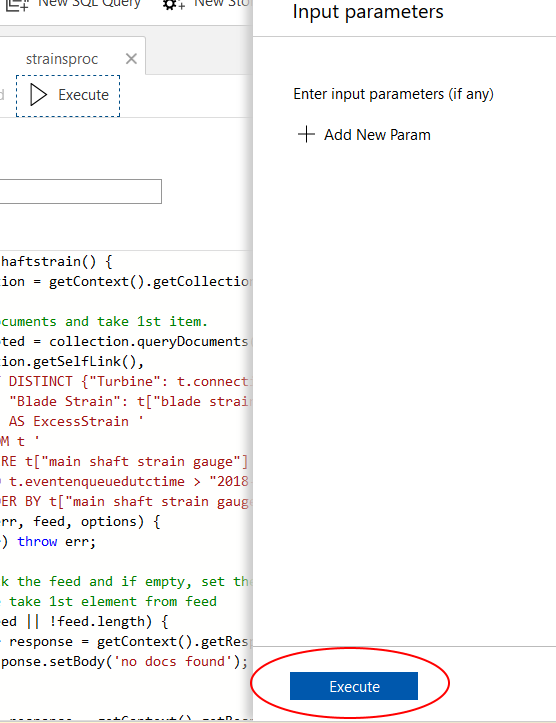 New SQL Query
New Sto
Input parameters
strainsproc
d
Execute
Enter input parameters (if any)
Add New Param
haftstrain() {
ion = getContext().getCollectio
cuments and take 1st item.
ted = collection.queryDocuments
ion.getSelfLink(),
DISTINCT {"Turbine": t.connecti
"Blade Strain": t["blade strai
AS ExcessStrain '
M t '
RE t["main shaft strain gauge"]
t.eventenqueuedutctime > "2018
DER BY t["main shaft strain gaug
rr, feed, options) {
) throw err;
k the feed and if empty, set th
take 1st element from feed
ed || !feed.length) {
response = getContext().getResp
ponse.setBody('no docs found');
Execute